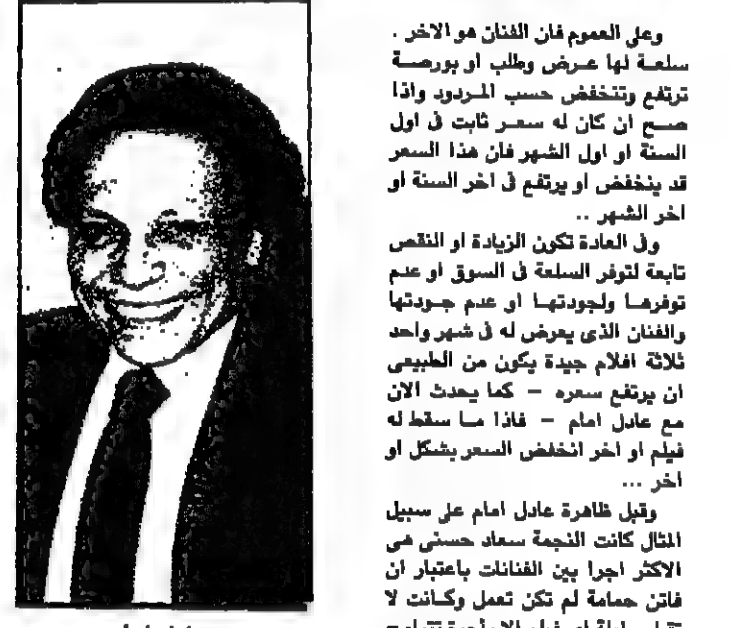 وعلى العموم فان الفنان هو الاخر .
سلعة لها عرض وطلب او بورصة
ترتفع وتنخفض حسب المردود واذا
صح ان كان له سعر ثابت فى اول
السنة او اول الشهر فان هذا السعر
قد ينخفض او يرتفع فى اخر السنة او
اخر الشهر ..
وفى العادة تكون الزيادة او النقص
تابعة لتوفر السلعة فى السوق او عدم
توفرها ولجودتها او عدم جودتها
والفنان الذى يعرض له فى شهر واحد
ثلاثة افلام جيدة يكون من الطبيعى
ان يرتفع سعره – كما يحدث الان
مع عادل امام – فاذا ما سقط له
فيلم او اخر انخفض السعر بشكل او
اخر ...
وقبل ظاهرة عادل امام على سبيل
المثال كانت النجمة سعاد حسنى هى
الاكثر اجرا بين الفنانات باعتبار ان
فاتن حمامة لم تكن تعمل وكانت لا